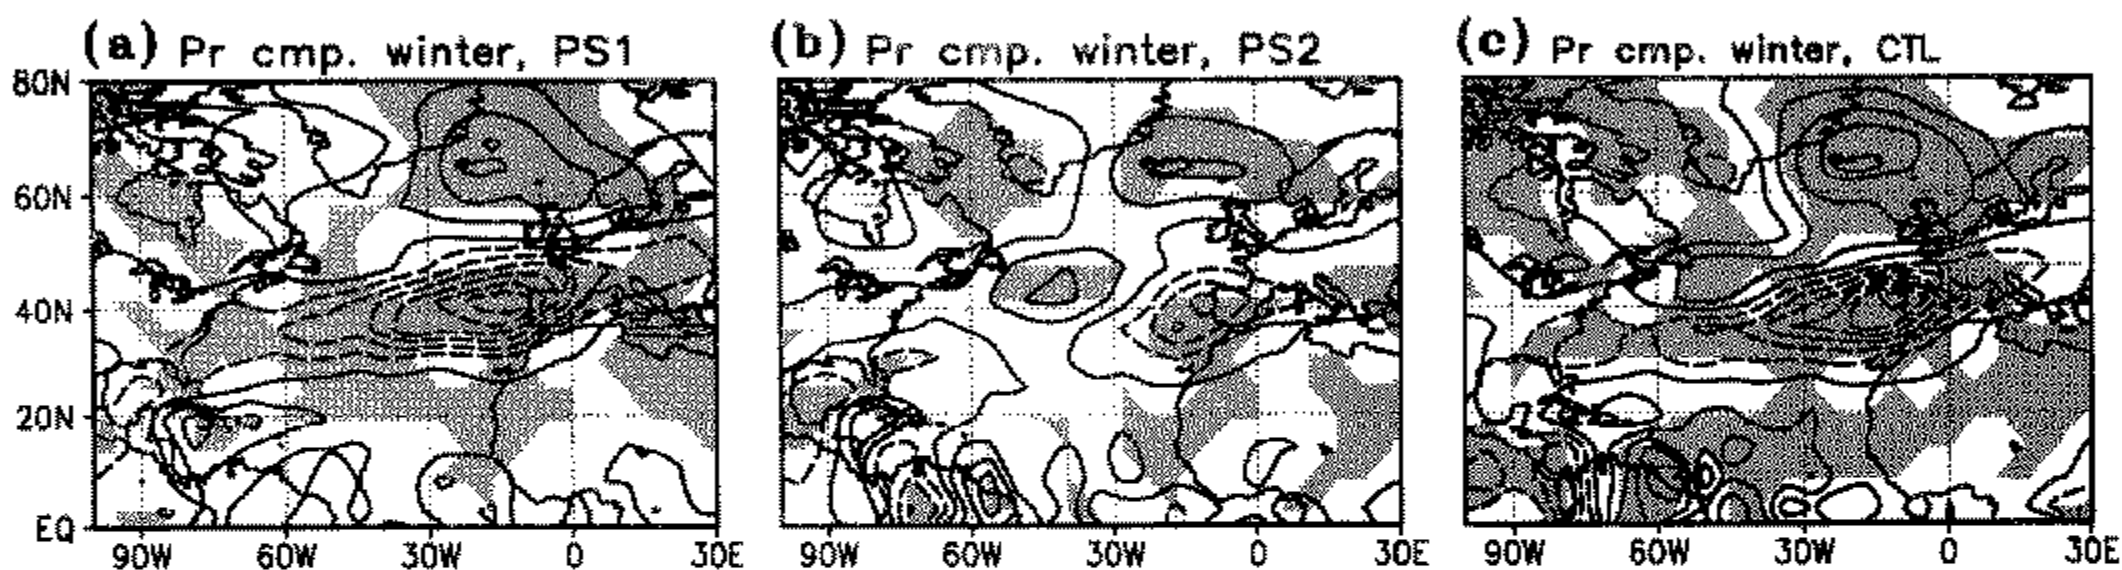 (a) Pr cmp. winter, PS1
(b) Pr cmp. winter, PS2
(c) Pr cmp. winter, CTL
80N
60N
40N
20N
EQ
90W 60W 30W 0 30E
90W 60W 30W 0 30E
90W 60W 30W 0 30E